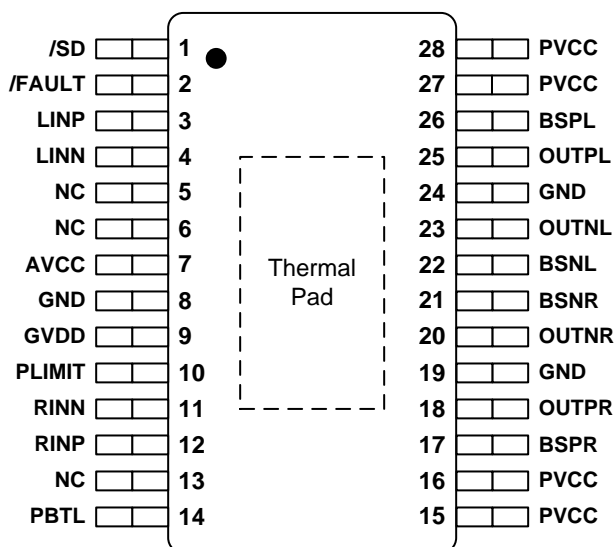 /SD 1 28 PVCC
/FAULT 2 27 PVCC
LINP 3 26 BSPL
LINN 4 25 OUTPL
NC 5 24 GND
NC 6 23 OUTNL
AVCC 7 22 BSNL
GND 8 21 BSNR
GVDD 9 20 OUTNR
PLIMIT 10 19 GND
RINN 11 18 OUTPR
RINP 12 17 BSPR
NC 13 16 PVCC
PBTL 14 15 PVCC
Thermal
Pad